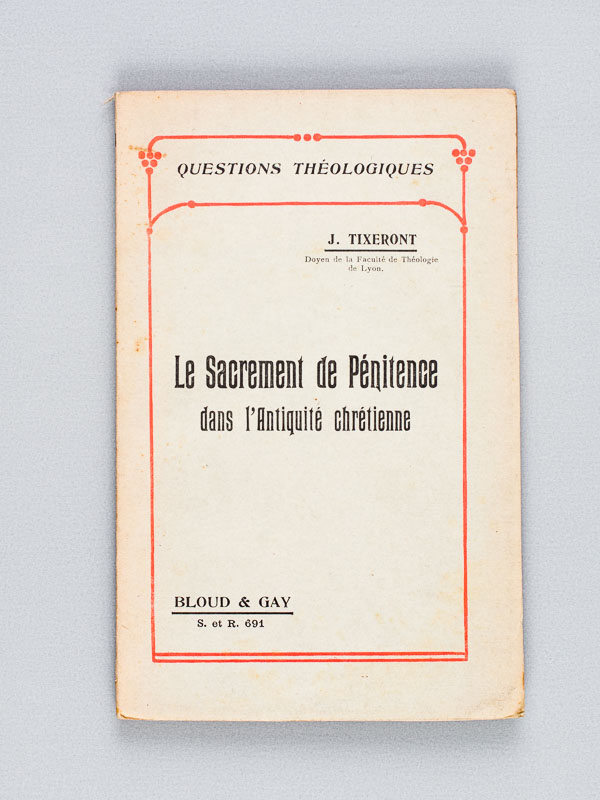 QUESTIONS THÉOLOGIQUES
J. TIXERONT
Doyen de la Faculté de Théologie
de Lyon.
Le Sacrement de Pénitence
dans l'Antiquité chrétienne
BLOUD & GAY
S. et R. 691